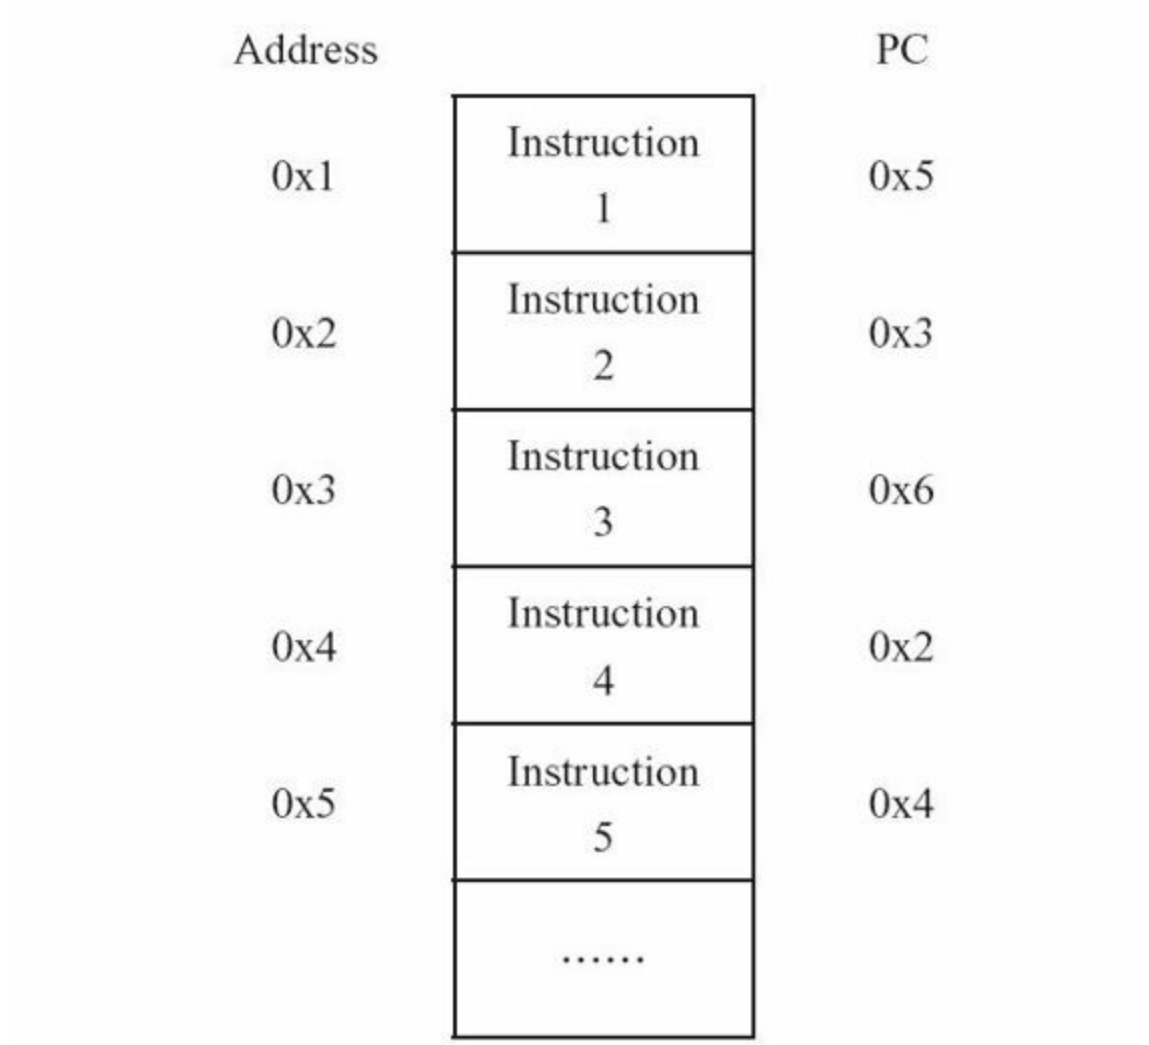 Address PC
0x1 Instruction 1 0x5
0x2 Instruction 2 0x3
0x3 Instruction 3 0x6
0x4 Instruction 4 0x2
0x5 Instruction 5 0x4
......